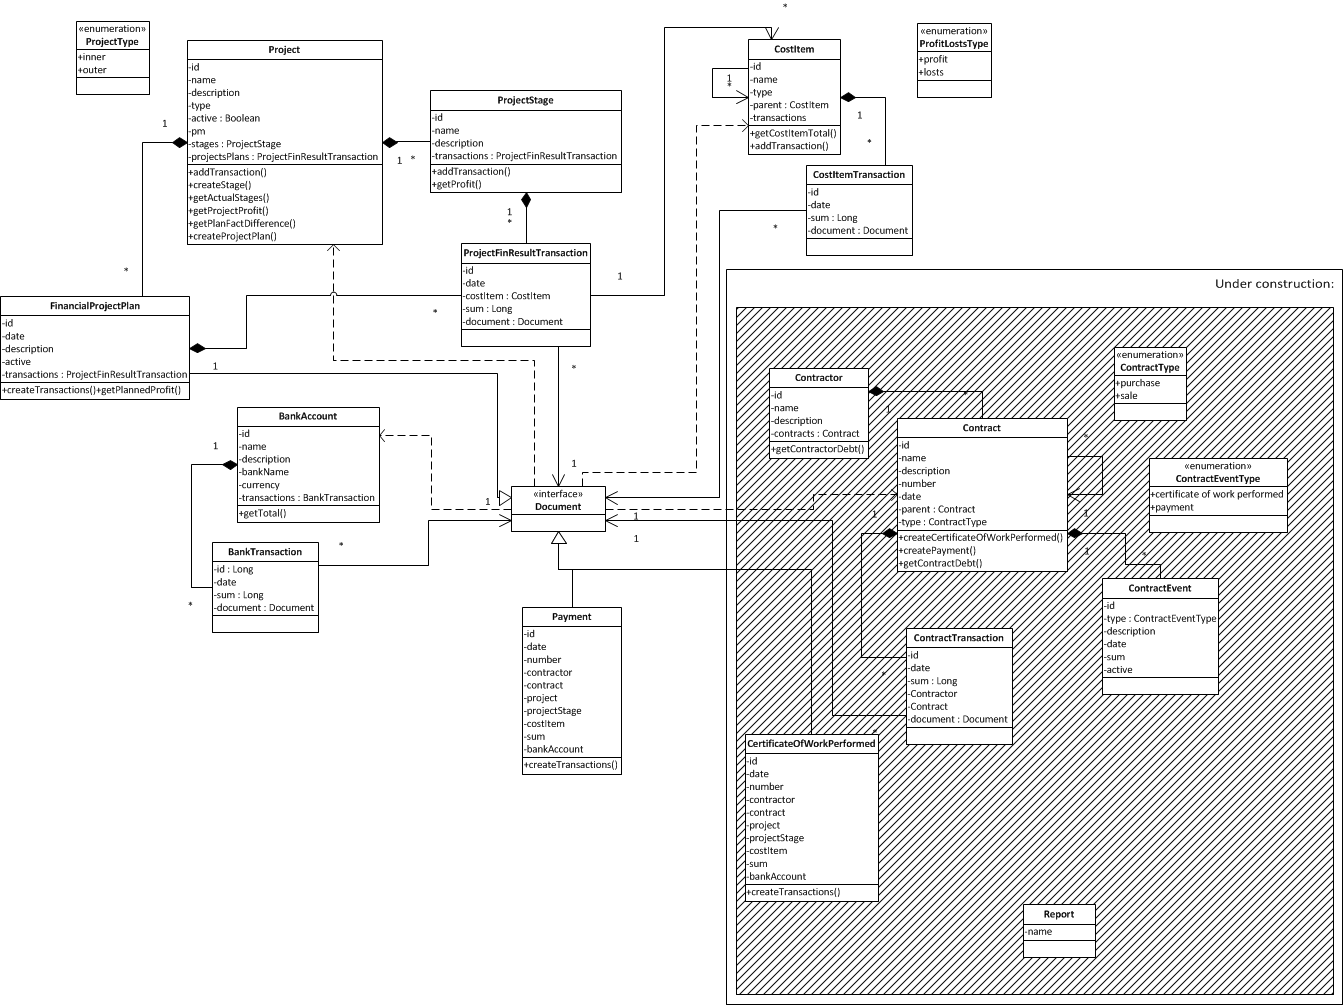 «enumeration»
ProjectType
+inner
+outer
Project
-id
-name
-description
-type
-active : Boolean
-pm
-stages : ProjectStage
-projectsPlans : ProjectFinResultTransaction
+addTransaction()
+createStage()
+getActualStages()
+getProjectProfit()
+getPlanFactDifference()
+createProjectPlan()
1
*
1
*
ProjectStage
-id
-name
-description
-transactions : ProjectFinResultTransaction
+addTransaction()
+getProfit()
1
*
ProjectFinResultTransaction
-id
-date
-costItem : CostItem
-sum : Long
-document : Document
1
*
*
*
CostItem
-id
-name
-type
-parent : CostItem
-transactions
+getCostItemTotal()
+addTransaction()
1
*
1
*
«enumeration»
ProfitLostsType
+profit
+losts
CostItemTransaction
-id
-date
-sum : Long
-document : Document
*
FinancialProjectPlan
-id
-date
-description
-active
-transactions : ProjectFinResultTransaction
+createTransactions()+getPlannedProfit()
1
BankAccount
-id
-name
-description
-bankName
-currency
-transactions : BankTransaction
+getTotal()
1
*
BankTransaction
-id : Long
-date
-sum : Long
-document : Document
*
1
1
«interface»
Document
1
1
Payment
-id
-date
-number
-contractor
-contract
-project
-projectStage
-costItem
-sum
-bankAccount
+createTransactions()
Under construction:
Contractor
-id
-name
-description
-contracts : Contract
+getContractorDebt()
1
*
Contract
-id
-name
-description
-number
-date
-parent : Contract
-type : ContractType
+createCertificateOfWorkPerformed()
+createPayment()
+getContractDebt()
*
1
1
1
*
«enumeration»
ContractType
+purchase
+sale
«enumeration»
ContractEventType
+certificate of work performed
+payment
ContractEvent
-id
-type : ContractEventType
-description
-date
-sum
-active
ContractTransaction
-id
-date
-sum : Long
-Contractor
-Contract
-document : Document
*
*
CertificateOfWorkPerformed
-id
-date
-number
-contractor
-contract
-project
-projectStage
-costItem
-sum
-bankAccount
+createTransactions()
Report
-name